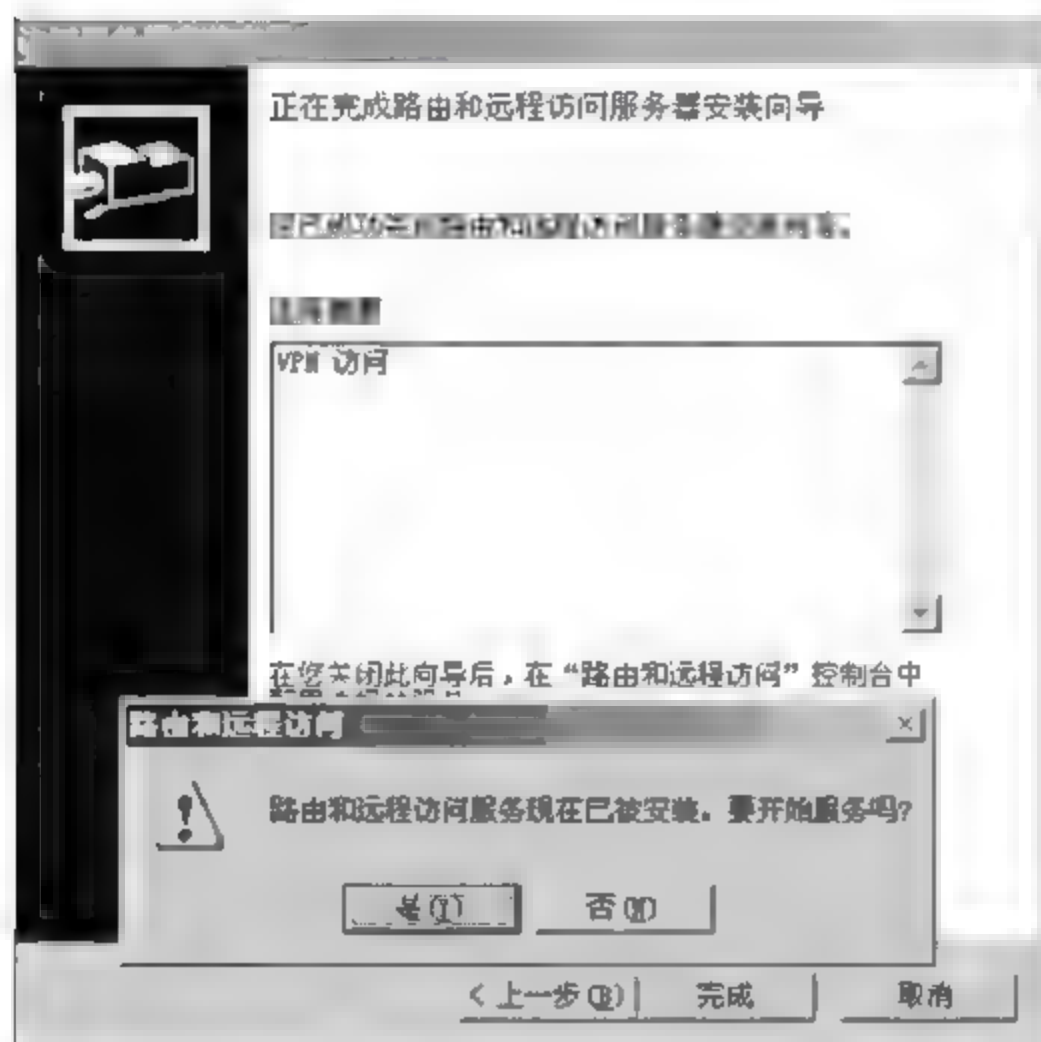 正在完成路由和远程访问服务器安装向导
VPN 访问
在您关闭此向导后，在“路由和远程访问”控制台中
路由和远程访问
路由和远程访问服务现在已被安装。要开始服务吗?
是(Y) 否(N)
<上一步(B) 完成 取消